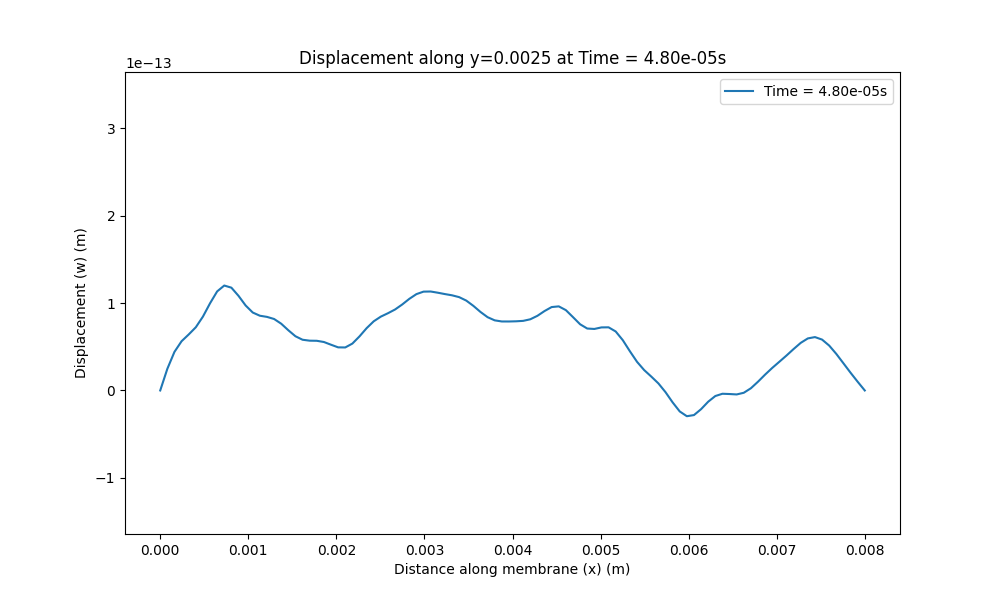 Displacement along y=0.0025 at Time = 4.80e-05s
1e−13
Time = 4.80e-05s
3
2
1
0
−1
Displacement (w) (m)
0.000 0.001 0.002 0.003 0.004 0.005 0.006 0.007 0.008
Distance along membrane (x) (m)